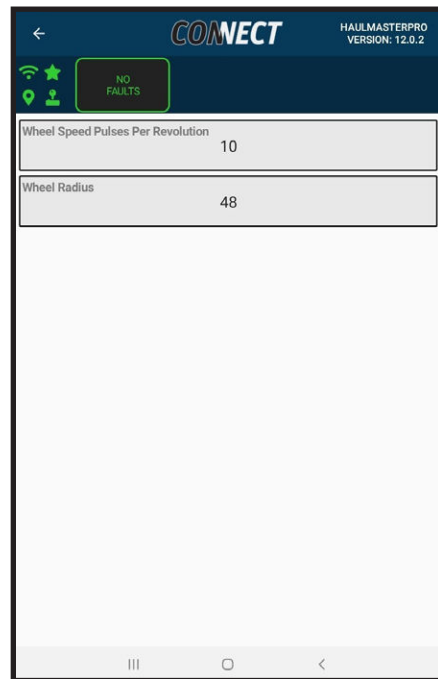 CONNECT
HAULMASTERPRO
VERSION: 12.0.2
NO
FAULTS
Wheel Speed Pulses Per Revolution
10
Wheel Radius
48